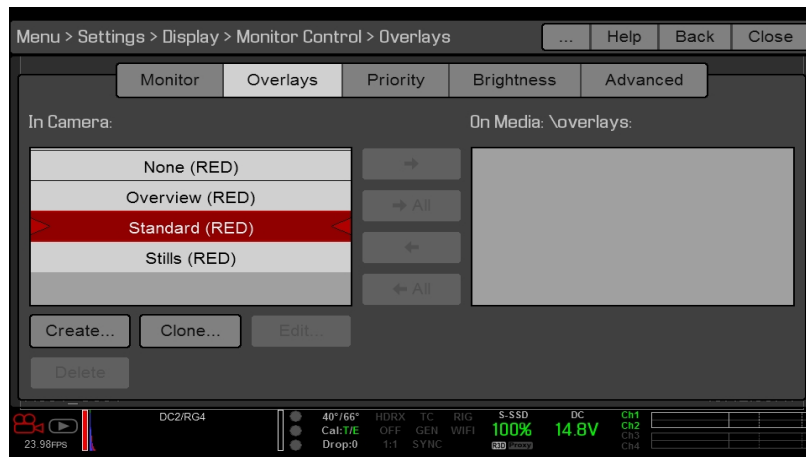 Menu > Settings > Display > Monitor Control > Overlays
... Help Back Close
Monitor Overlays Priority Brightness Advanced
In Camera:
On Media: \overlays:
None (RED)
Overview (RED)
Standard (RED)
Stills (RED)
→
→ All
←
← All
Create... Clone... Edit...
Delete
DC2/RG4 40°/66° HDRX TC RIG S-SSD DC Ch1
Cal:T/E OFF GEN WIFI 100% 14.8V Ch2
Ch3
23.98FPS Drop:0 1:1 SYNC R3D Proxy Ch4